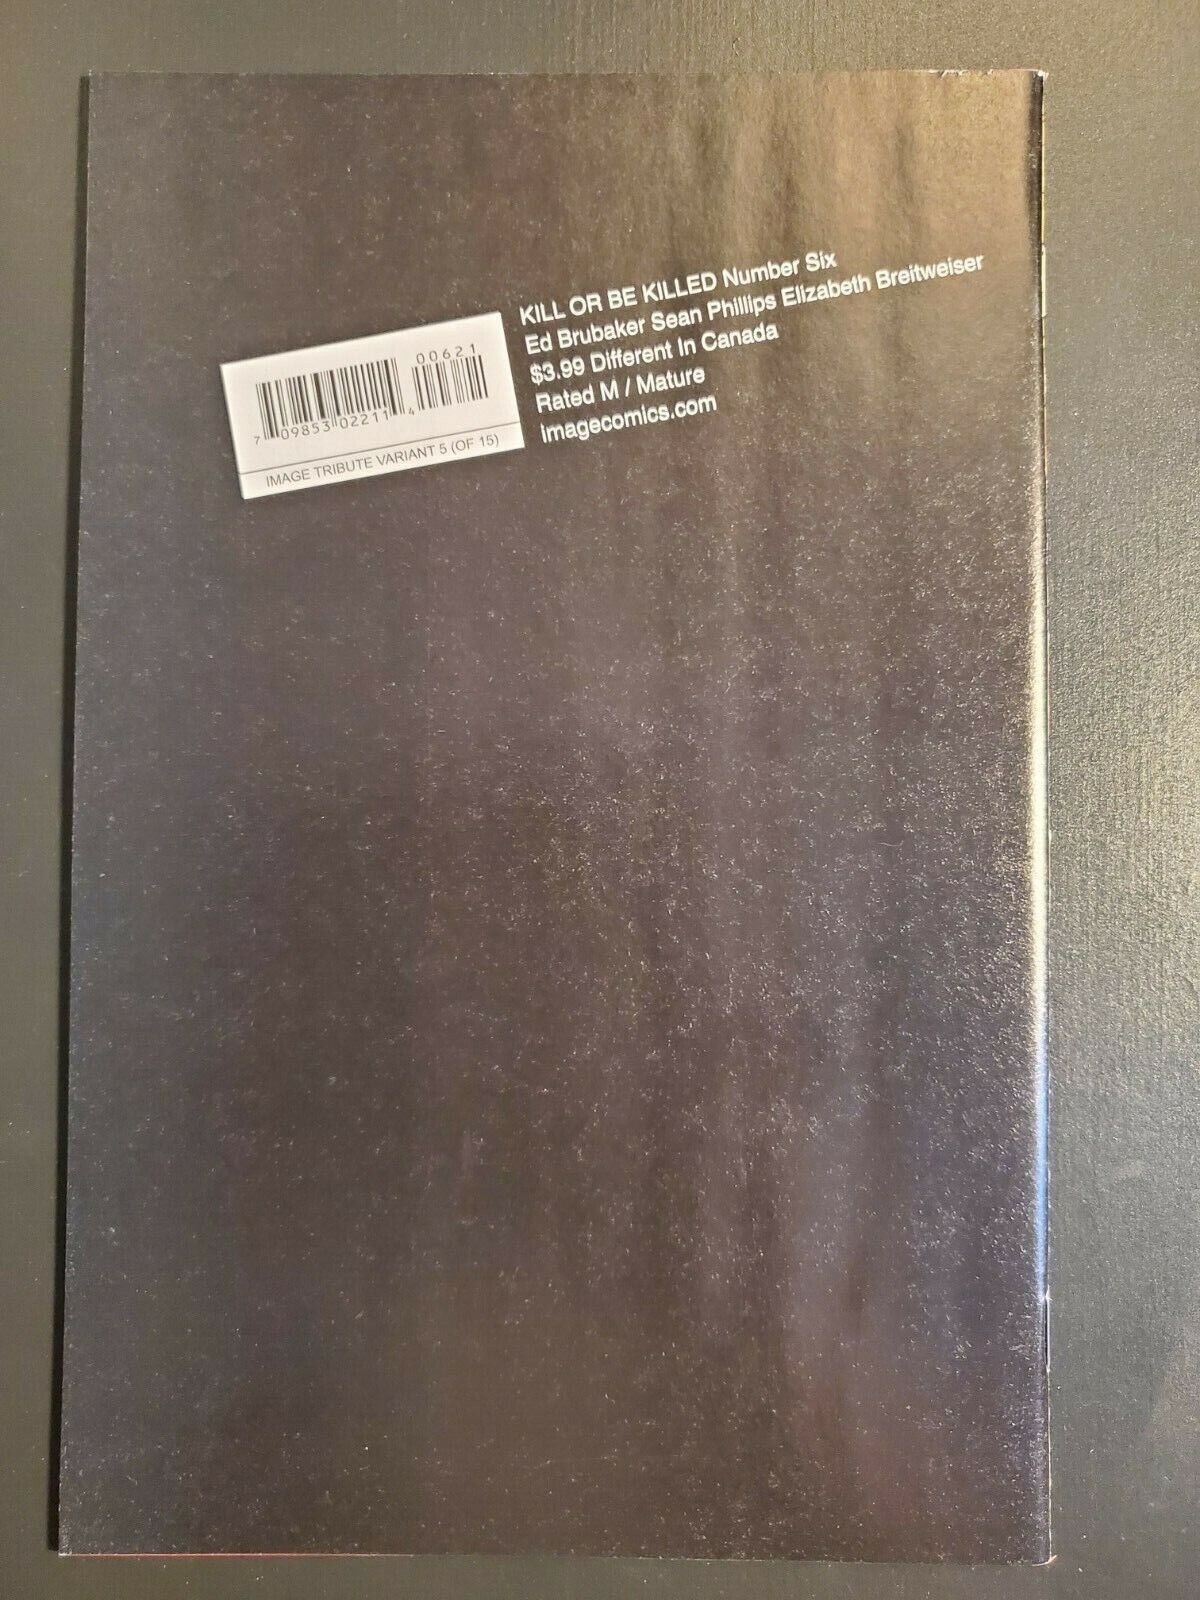 KILL OR BE KILLED Number Six
Ed Brubaker Sean Phillips Elizabeth Breitweiser
$3.99 Different In Canada
Rated M / Mature
imagecomics.com
00621
7 09853 02211 4
IMAGE TRIBUTE VARIANT 5 (OF 15)